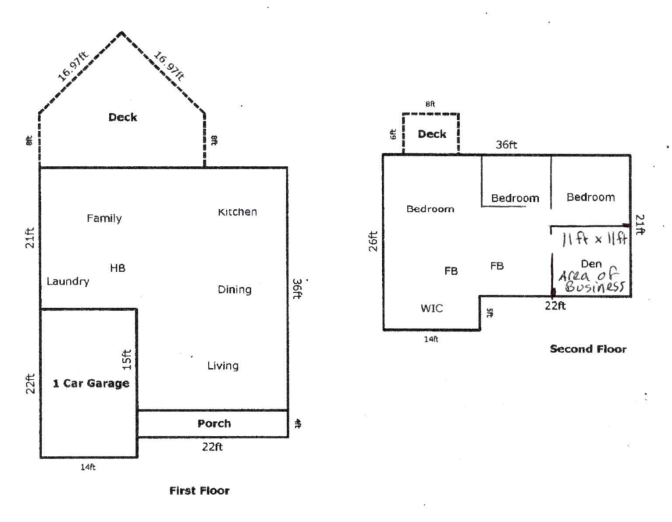 16.97ft
16.97ft
Deck
8ft
8ft
21ft
Family
Kitchen
HB
Laundry
Dining
36ft
15ft
Living
22ft
1 Car Garage
Porch
4ft
22ft
14ft
First Floor
8ft
6ft
Deck
36ft
Bedroom
Bedroom
Bedroom
21ft
26ft
11 ft x 11ft
Den
Area of
Business
FB
FB
WIC
5ft
22ft
14ft
Second Floor